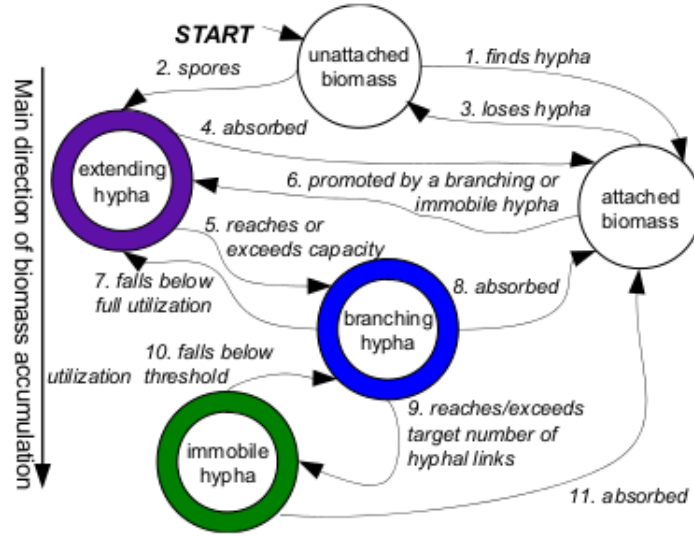 START
unattached
biomass
1. finds hypha
2. spores
3. loses hypha
4. absorbed
extending
hypha
6. promoted by a branching or
immobile hypha
attached
biomass
5. reaches or
exceeds capacity
7. falls below
full utilization
8. absorbed
branching
hypha
10. falls below
utilization threshold
9. reaches/exceeds
target number of
hyphal links
immobile
hypha
11. absorbed
Main direction of biomass accumulation